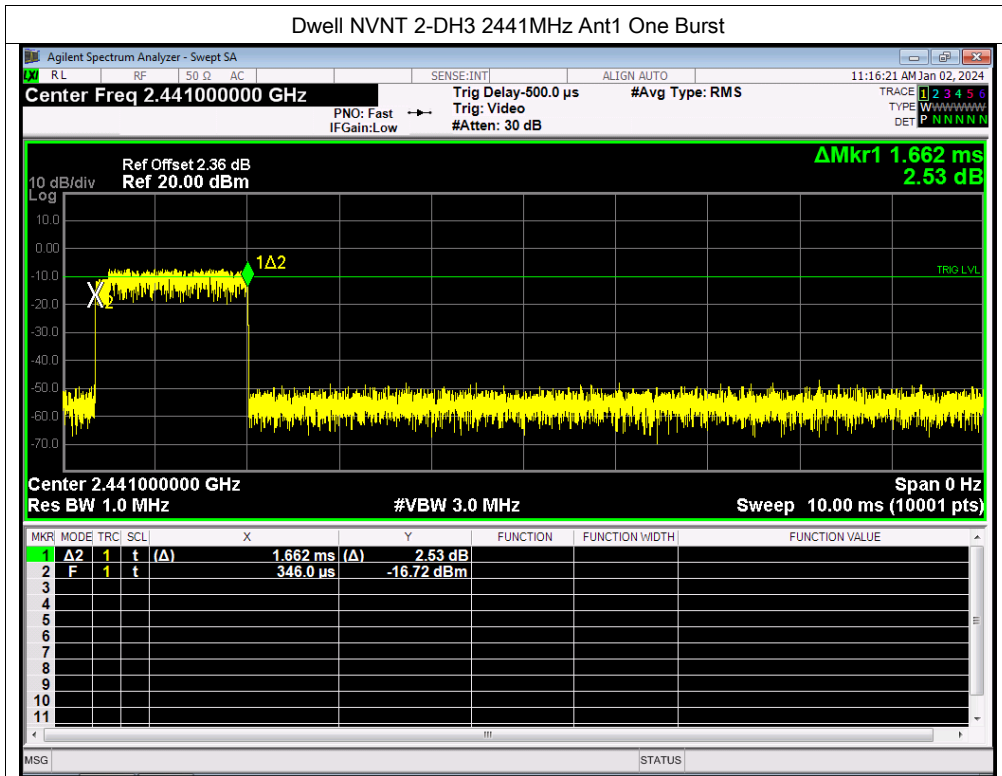 Dwell NVNT 2-DH3 2441MHz Ant1 One Burst
Agilent Spectrum Analyzer - Swept SA
LXI RL RF 50 Ω AC SENSE:INT ALIGN AUTO 11:16:21 AM Jan 02, 2024
Center Freq 2.441000000 GHz Trig Delay-500.0 µs #Avg Type: RMS TRACE 1 2 3 4 5 6
PNO: Fast Trig: Video TYPE WWWWWWW
IFGain:Low #Atten: 30 dB DET P N N N N N
ΔMkr1 1.662 ms
2.53 dB
Ref Offset 2.36 dB
10 dB/div Ref 20.00 dBm
Log
10.0
0.00
1Δ2
TRIG LVL
-10.0
2
-20.0
-30.0
-40.0
-50.0
-60.0
-70.0
Center 2.441000000 GHz Span 0 Hz
Res BW 1.0 MHz #VBW 3.0 MHz Sweep 10.00 ms (10001 pts)
MKR MODE TRC SCL X Y FUNCTION FUNCTION WIDTH FUNCTION VALUE
1 Δ2 1 t (Δ) 1.662 ms (Δ) 2.53 dB
2 F 1 t 346.0 µs -16.72 dBm
3
4
5
6
7
8
9
10
11
MSG STATUS